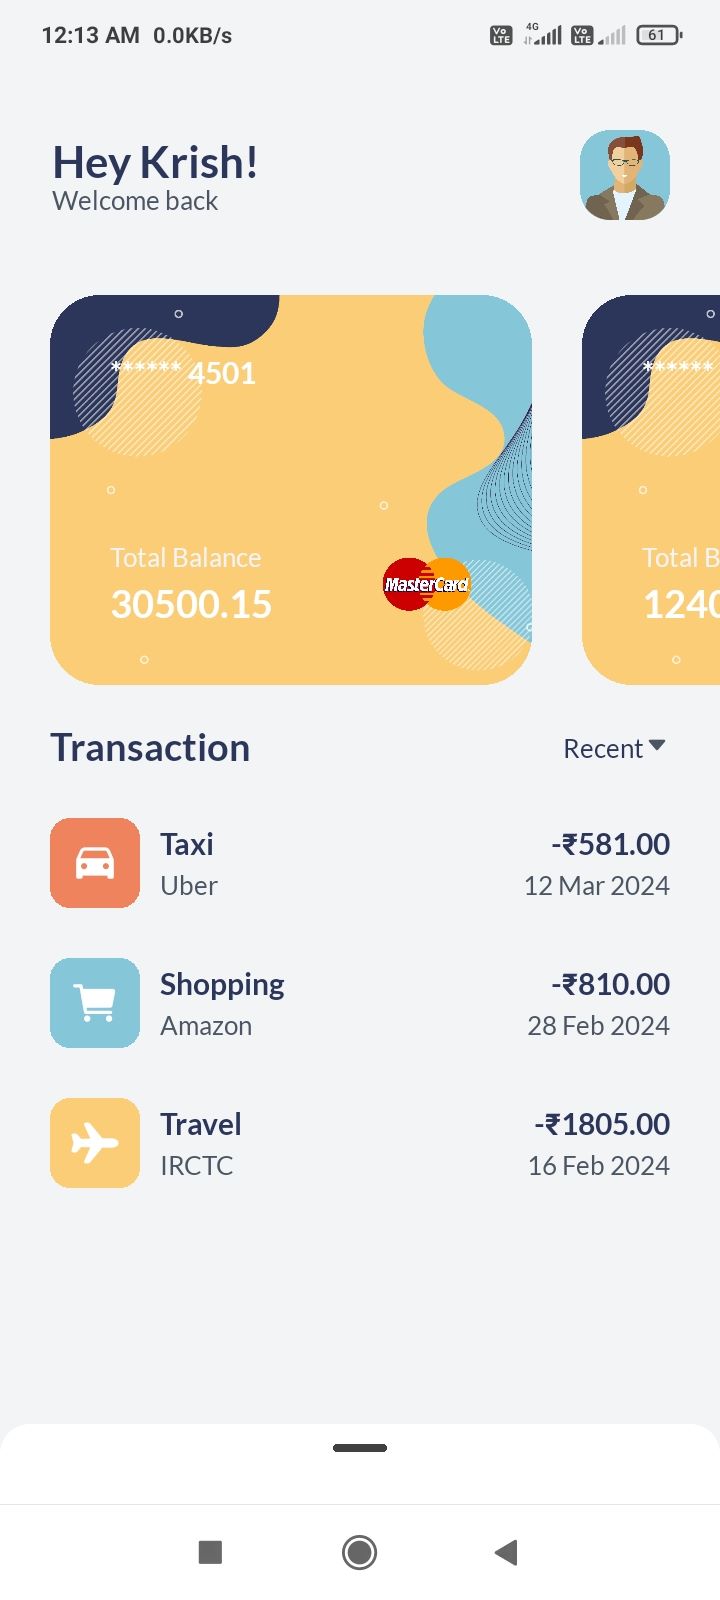 12:13 AM 0.0KB/s
Vo LTE 4G Vo LTE 61
Hey Krish!
Welcome back
****** 4501
******
Total Balance
Total B
30500.15
MasterCard
1240
Transaction
Recent
Taxi
-₹581.00
Uber
12 Mar 2024
Shopping
-₹810.00
Amazon
28 Feb 2024
Travel
-₹1805.00
IRCTC
16 Feb 2024